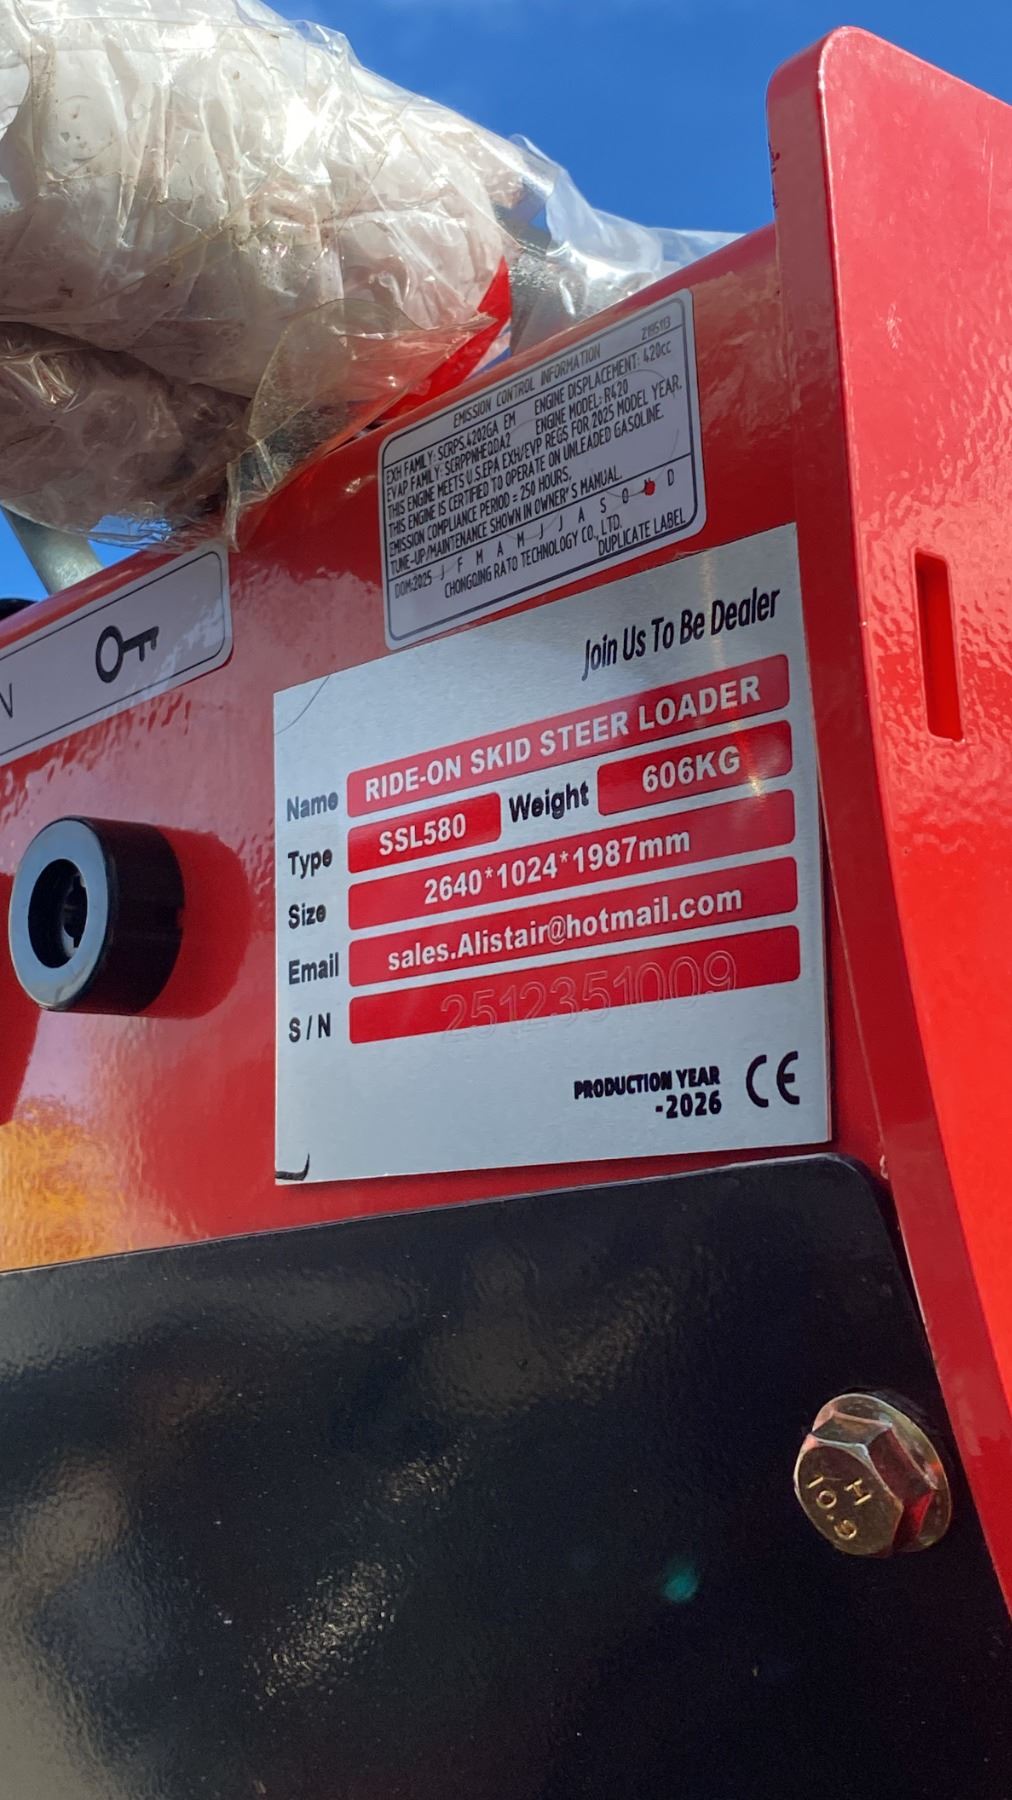 EMISSION CONTROL INFORMATION
EXH FAMILY: SCRPS.4202GA EM ENGINE DISPLACEMENT: 420cc
EVAP FAMILY: SCRPPNHEQDA2 ENGINE MODEL: R420
THIS ENGINE MEETS U.S.EPA EXH/EVP REGS FOR 2025 MODEL YEAR.
THIS ENGINE IS CERTIFIED TO OPERATE ON UNLEADED GASOLINE.
EMISSION COMPLIANCE PERIOD = 250 HOURS.
TUNE-UP/MAINTENANCE SHOWN IN OWNER'S MANUAL.
DOM:2025 J F M A M J J A S O D
CHONGQING RATO TECHNOLOGY CO., LTD.
DUPLICATE LABEL
Join Us To Be Dealer
Name RIDE-ON SKID STEER LOADER
Type SSL580 Weight 606KG
Size 2640*1024*1987mm
Email sales.Alistair@hotmail.com
S/N 2512351009
PRODUCTION YEAR
-2026 CE
H
10.9